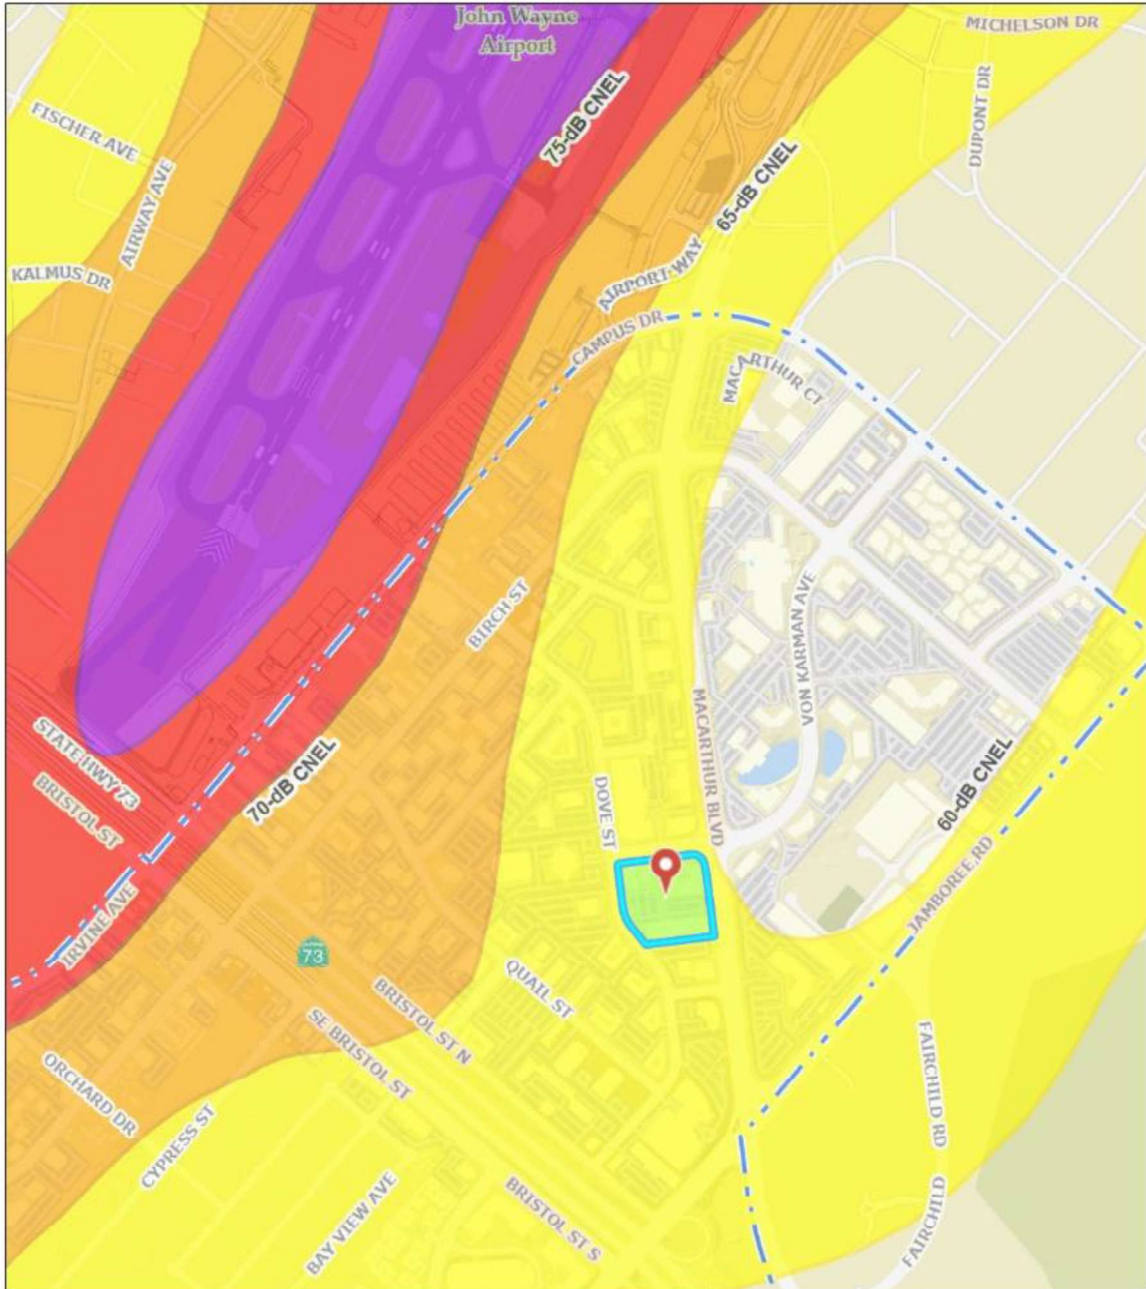 John Wayne
Airport
MICHELSON DR
FISCHER AVE
AIRWAY AVE
KALMUS DR
75-dB CNEL
DUPONT DR
65-dB CNEL
AIRPORT WAY
CAMPUS DR
MACARTHUR CT
BIRCH ST
VON KARMAN AVE
MACARTHUR BLVD
STATE HWY 73
BRISTOL ST
70-dB CNEL
DOVE ST
60-dB CNEL
JAMBOREE RD
IRVINE AVE
73
QUAIL ST
BRISTOL ST N
SE BRISTOL ST
ORCHARD DR
CYPRESS ST
FAIRCHILD RD
BAY VIEW AVE
BRISTOL ST S
FAIRCHILD